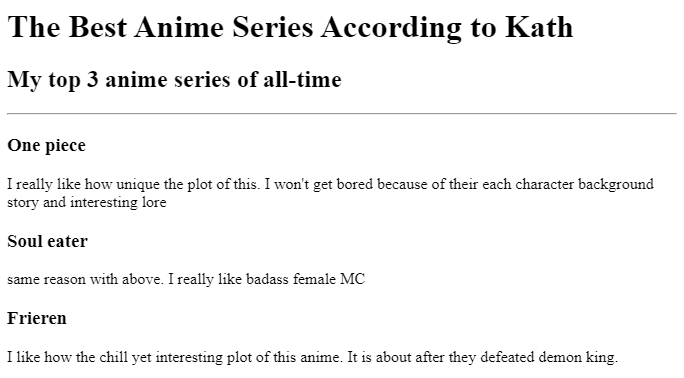 The Best Anime Series According to Kath
My top 3 anime series of all-time
One piece
I really like how unique the plot of this. I won't get bored because of their each character background
story and interesting lore
Soul eater
same reason with above. I really like badass female MC
Frieren
I like how the chill yet interesting plot of this anime. It is about after they defeated demon king.